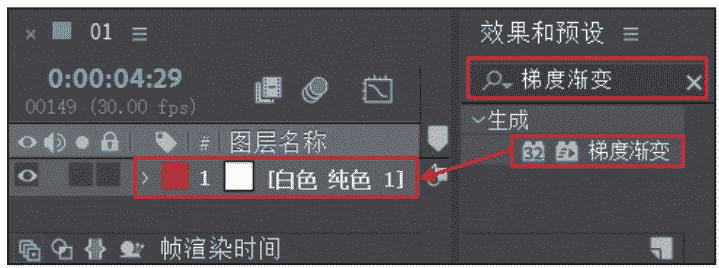 × 01
0:00:04:29
00149 (30.00 fps)
# 图层名称
1 [白色 纯色 1]
帧渲染时间
效果和预设
梯度渐变 ×
生成
32 梯度渐变